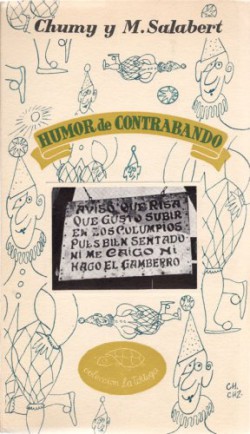 Chumy y M. Salabert
HUMOR de CONTRABANDO
AVISO: QUE RISA
QUE GUSTO SUBIR
EN LOS COLUMPIOS
PUES BIEN SENTADO
NI ME CAIGO NI
HAGO EL GAMBERRO
colección la tortuga
CH.
CHZ.